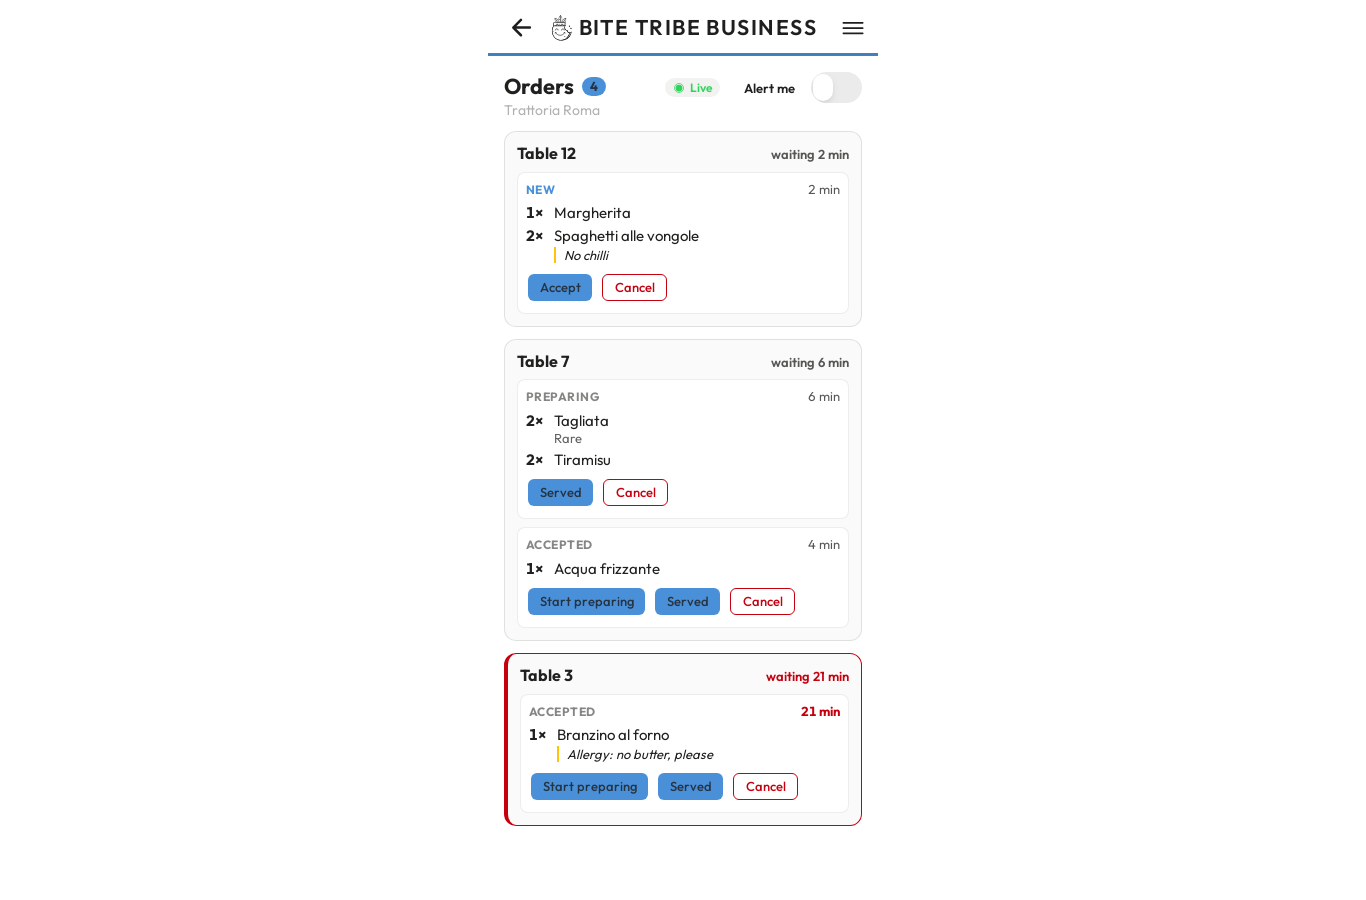 BITE TRIBE BUSINESS
Orders 4 Live Alert me
Trattoria Roma
Table 12 waiting 2 min
NEW 2 min
1× Margherita
2× Spaghetti alle vongole
No chilli
Accept Cancel
Table 7 waiting 6 min
PREPARING 6 min
2× Tagliata
Rare
2× Tiramisu
Served Cancel
ACCEPTED 4 min
1× Acqua frizzante
Start preparing Served Cancel
Table 3 waiting 21 min
ACCEPTED 21 min
1× Branzino al forno
Allergy: no butter, please
Start preparing Served Cancel